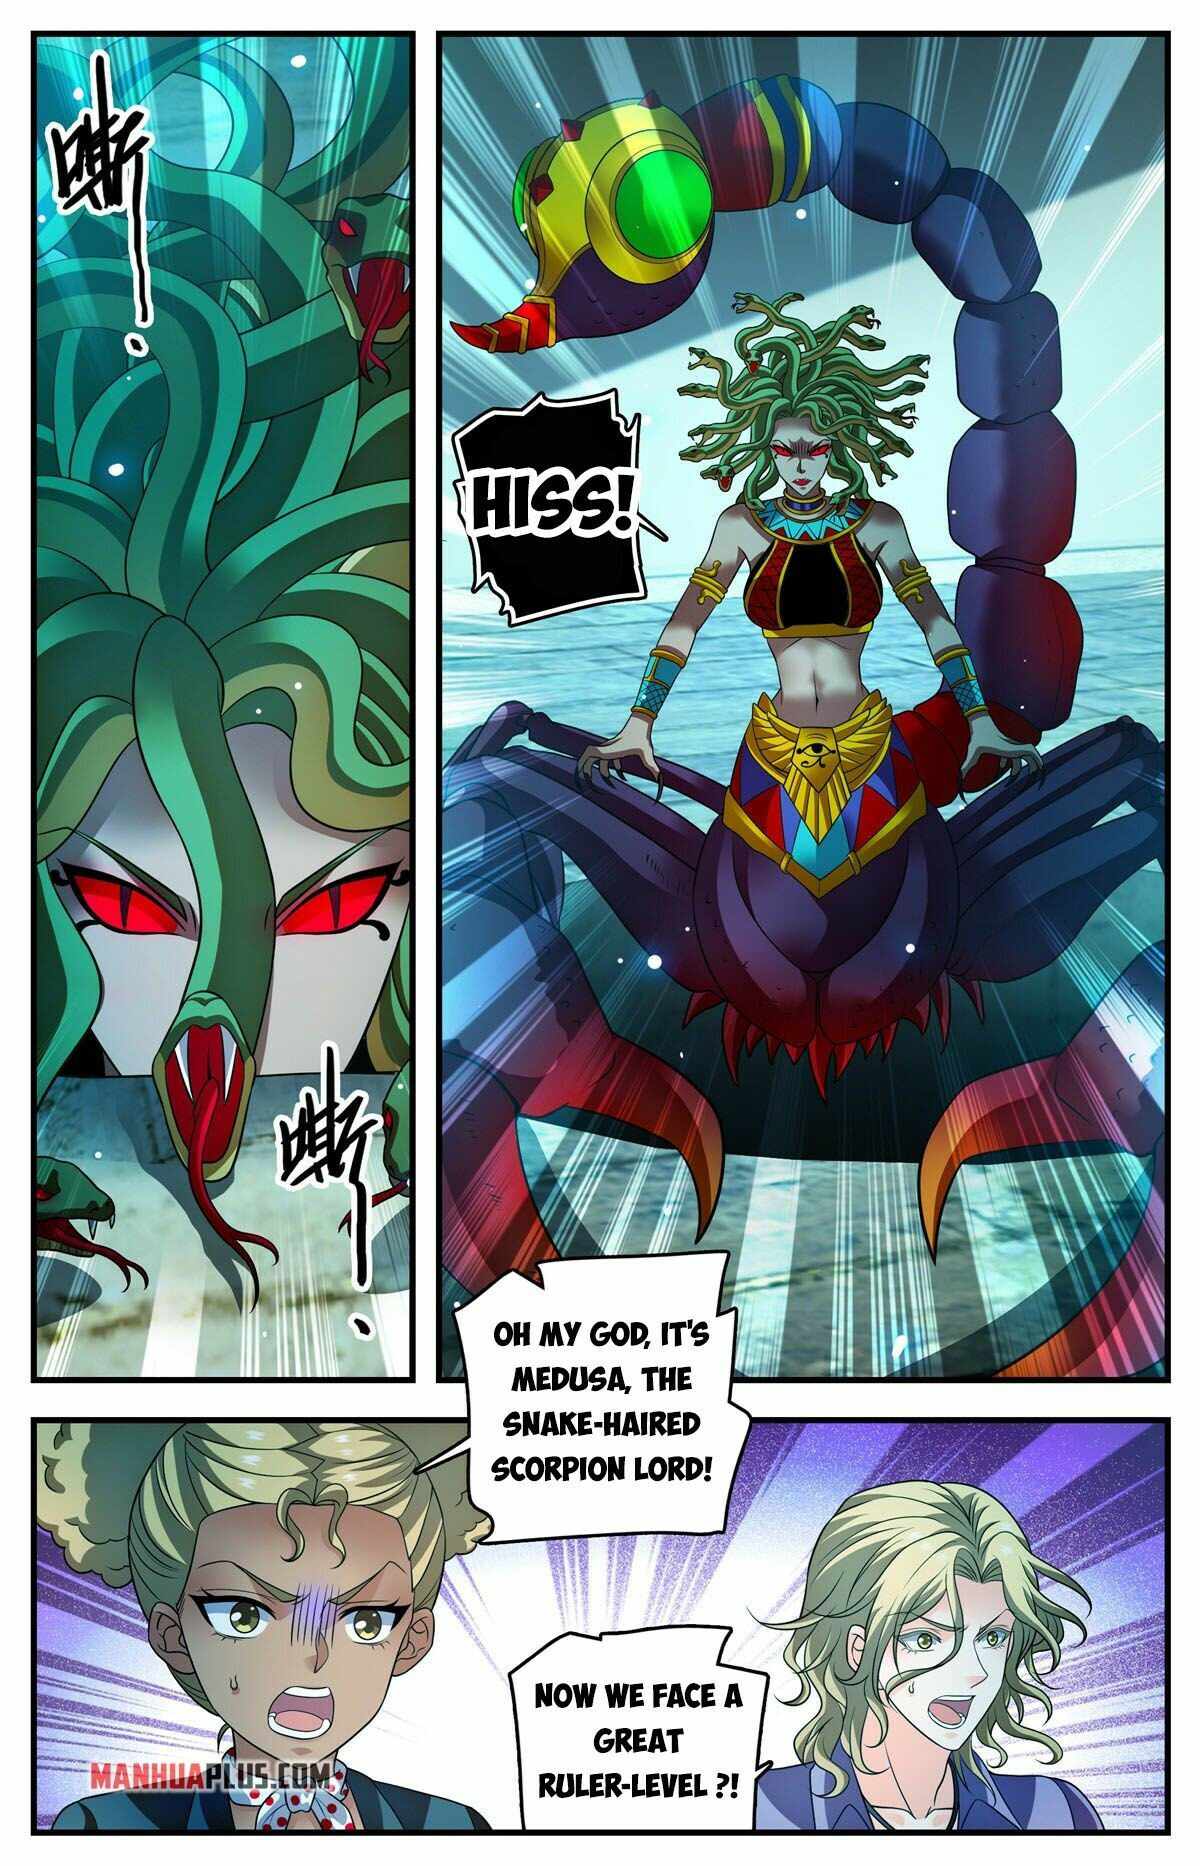 嘶
HISS!
嘶
OH MY GOD, IT'S
MEDUSA, THE
SNAKE-HAIRED
SCORPION LORD!
NOW WE FACE A
GREAT
RULER-LEVEL ?!
MANHUAPLUS.COM